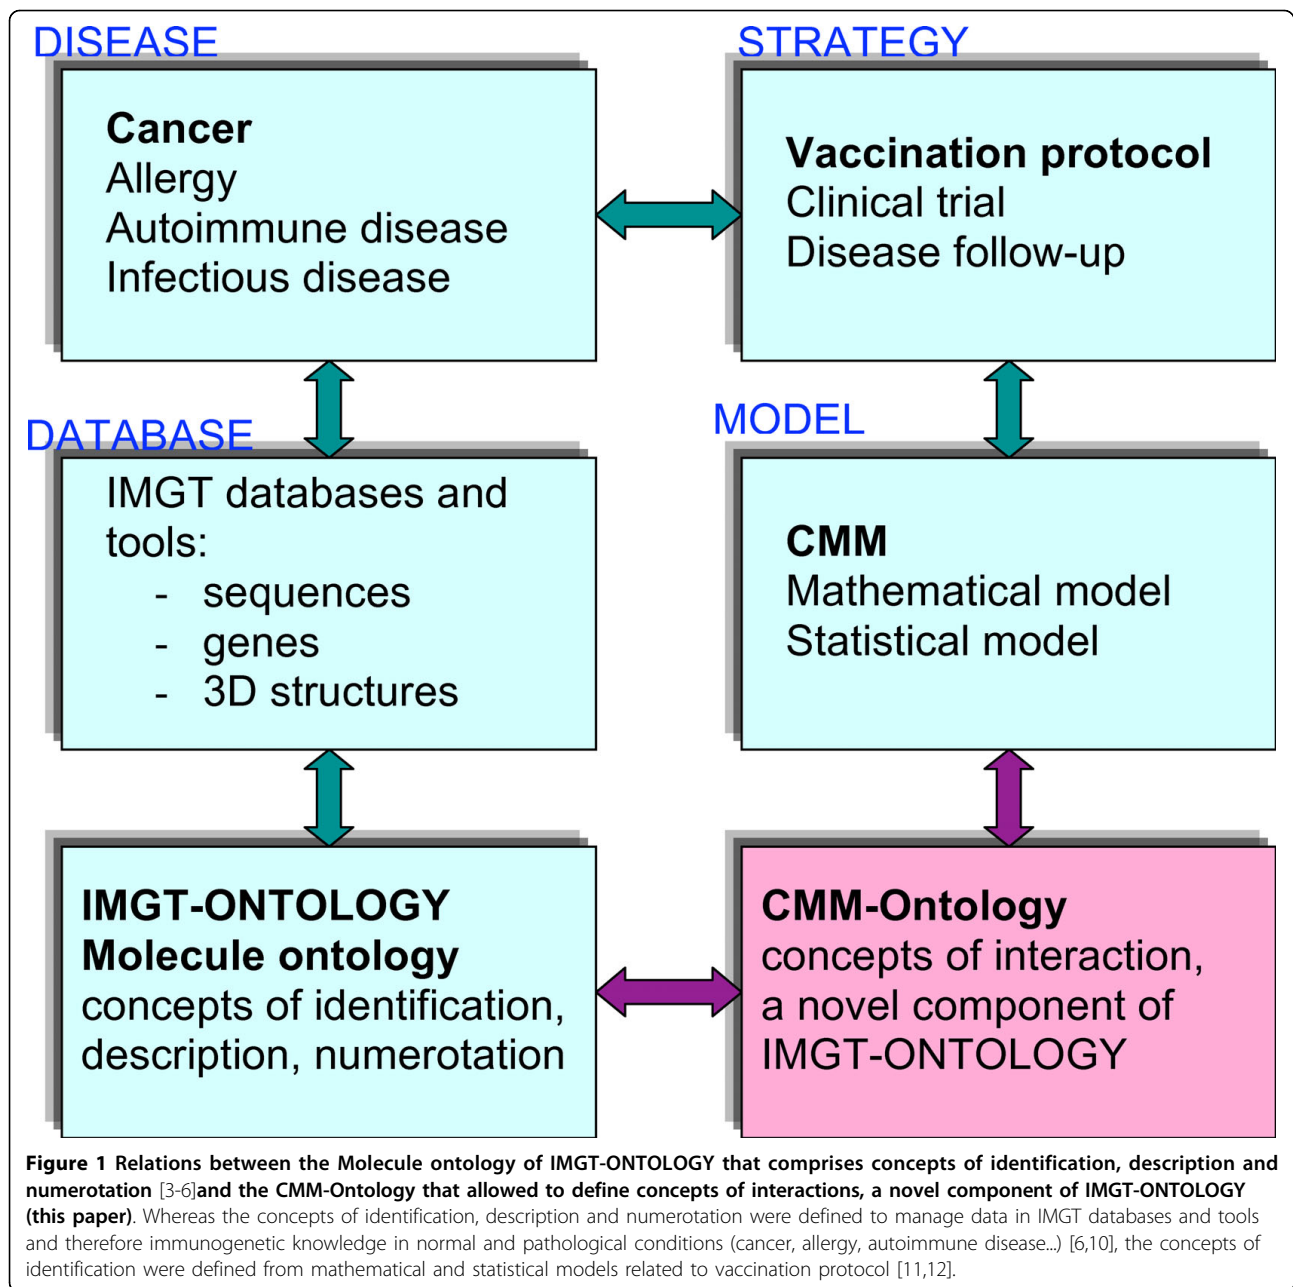 DISEASE
Cancer
Allergy
Autoimmune disease
Infectious disease
STRATEGY
Vaccination protocol
Clinical trial
Disease follow-up
DATABASE
IMGT databases and
tools:
- sequences
- genes
- 3D structures
MODEL
CMM
Mathematical model
Statistical model
IMGT-ONTOLOGY
Molecule ontology
concepts of identification,
description, numerotation
CMM-Ontology
concepts of interaction,
a novel component of
IMGT-ONTOLOGY
Figure 1 Relations between the Molecule ontology of IMGT-ONTOLOGY that comprises concepts of identification, description and
numerotation [3-6]and the CMM-Ontology that allowed to define concepts of interactions, a novel component of IMGT-ONTOLOGY
(this paper). Whereas the concepts of identification, description and numerotation were defined to manage data in IMGT databases and tools
and therefore immunogenetic knowledge in normal and pathological conditions (cancer, allergy, autoimmune disease...) [6,10], the concepts of
identification were defined from mathematical and statistical models related to vaccination protocol [11,12].